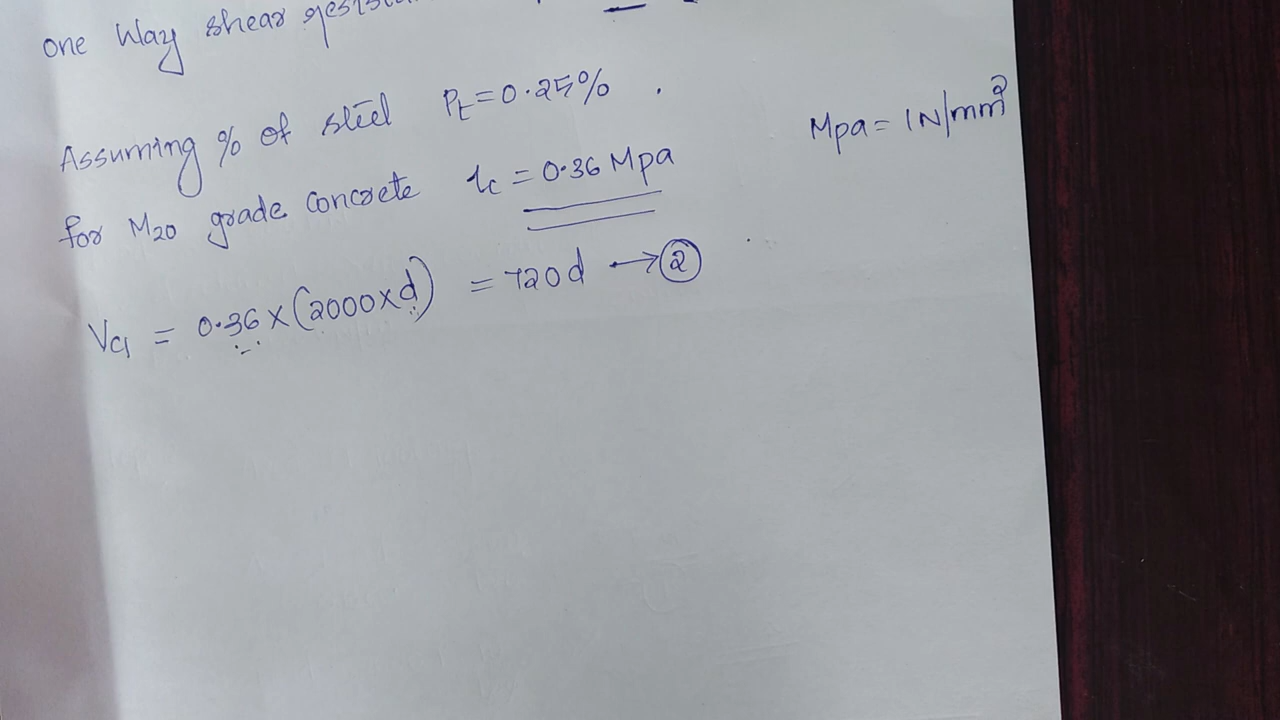 one Way shear
Assuming % of steel Pt=0.25% .
Mpa = 1N/mm²
for M20 grade concrete τc = 0.36 Mpa
Vc1 = 0.36 x (2000xd) = 720d → 2